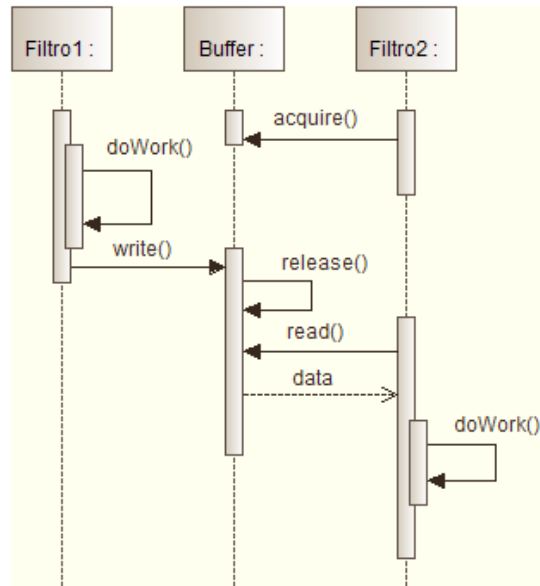 Filtro1 :
Buffer :
Filtro2 :
acquire()
doWork()
write()
release()
read()
data
doWork()